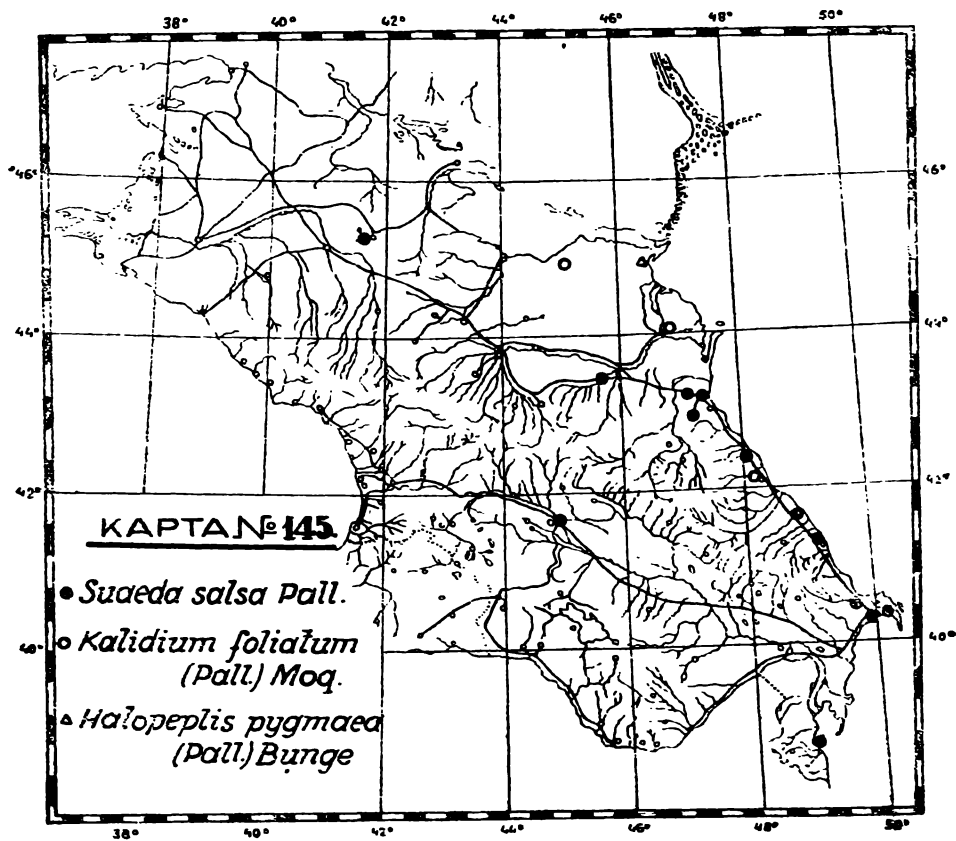 38° 40° 42° 44° 46° 48° 50°
46° 46°
44° 44°
42° 42°
КАРТА № 145.
Suaeda salsa Pall.
Kalidium foliatum
(Pall.) Moq.
40° 40°
Halopeplis pygmaea
(Pall.) Bunge
38° 40° 42° 44° 46° 48° 50°